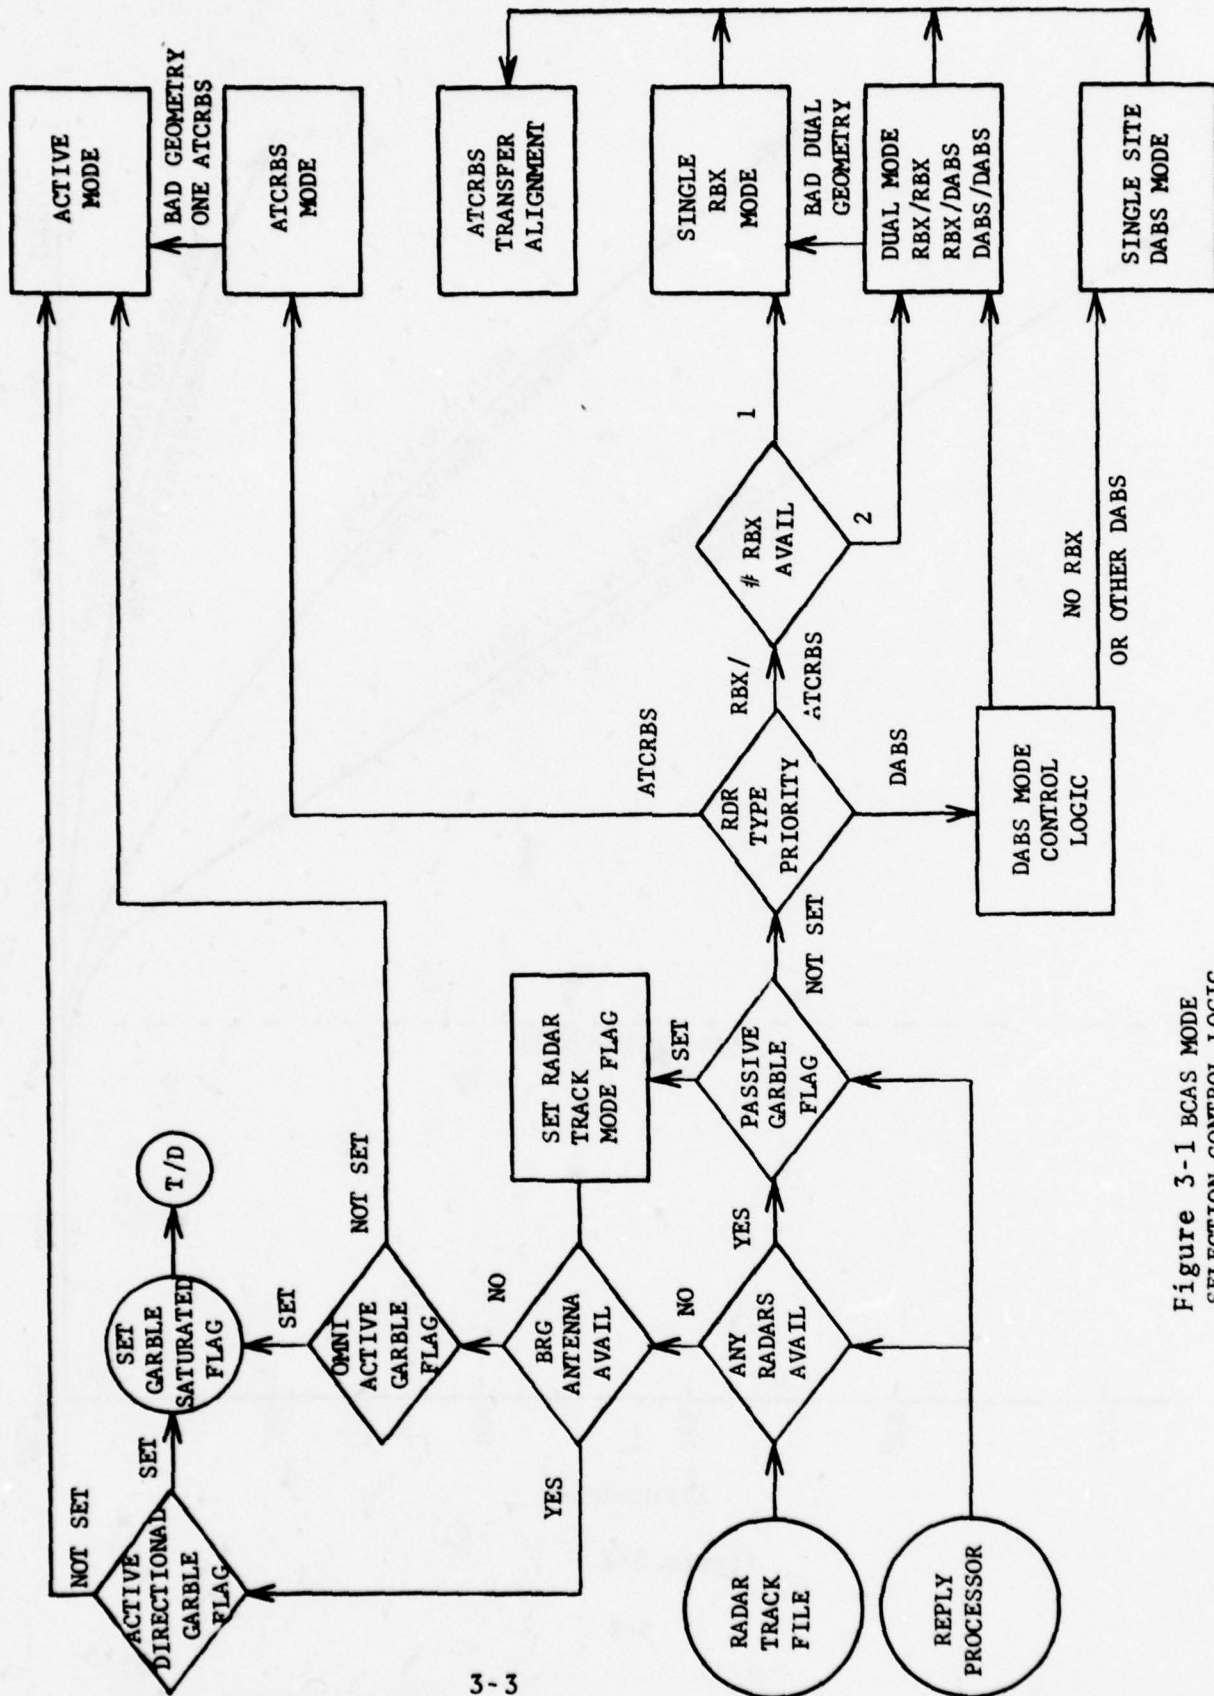 ACTIVE
DIRECTIONAL
GARBLE
FLAG
NOT SET
SET
SET
GARBLE
SATURATED
FLAG
T/D
ACTIVE
MODE
BAD GEOMETRY
ONE ATCRBS
ATCRBS
MODE
OMNI
ACTIVE
GARBLE
FLAG
SET
NOT SET
YES
BRG
ANTENNA
AVAIL
NO
SET RADAR
TRACK
MODE FLAG
ATCRBS
TRANSFER
ALIGNMENT
RADAR
TRACK
FILE
ANY
RADARS
AVAIL
NO
YES
PASSIVE
GARBLE
FLAG
SET
NOT SET
RDR
TYPE
PRIORITY
ATCRBS
RBX/
ATCRBS
DABS
# RBX
AVAIL
1
2
SINGLE
RBX
MODE
BAD DUAL
GEOMETRY
DUAL MODE
RBX/RBX
RBX/DABS
DABS/DABS
REPLY
PROCESSOR
DABS MODE
CONTROL
LOGIC
NO RBX
OR OTHER DABS
SINGLE SITE
DABS MODE
Figure 3-1 BCAS MODE
SELECTION CONTROL LOGIC
3-3